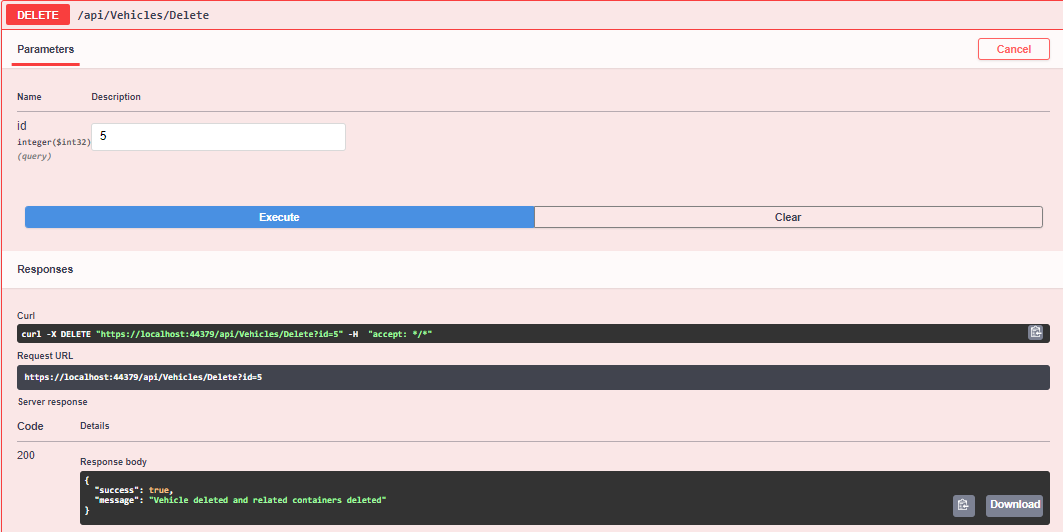 DELETE /api/Vehicles/Delete
Parameters
Cancel
Name Description
id
integer($int32)
(query)
5
Execute Clear
Responses
Curl
curl -X DELETE "https://localhost:44379/api/Vehicles/Delete?id=5" -H  "accept: */*"
Request URL
https://localhost:44379/api/Vehicles/Delete?id=5
Server response
Code Details
200
Response body
{
  "success": true,
  "message": "Vehicle deleted and related containers deleted"
}
Download